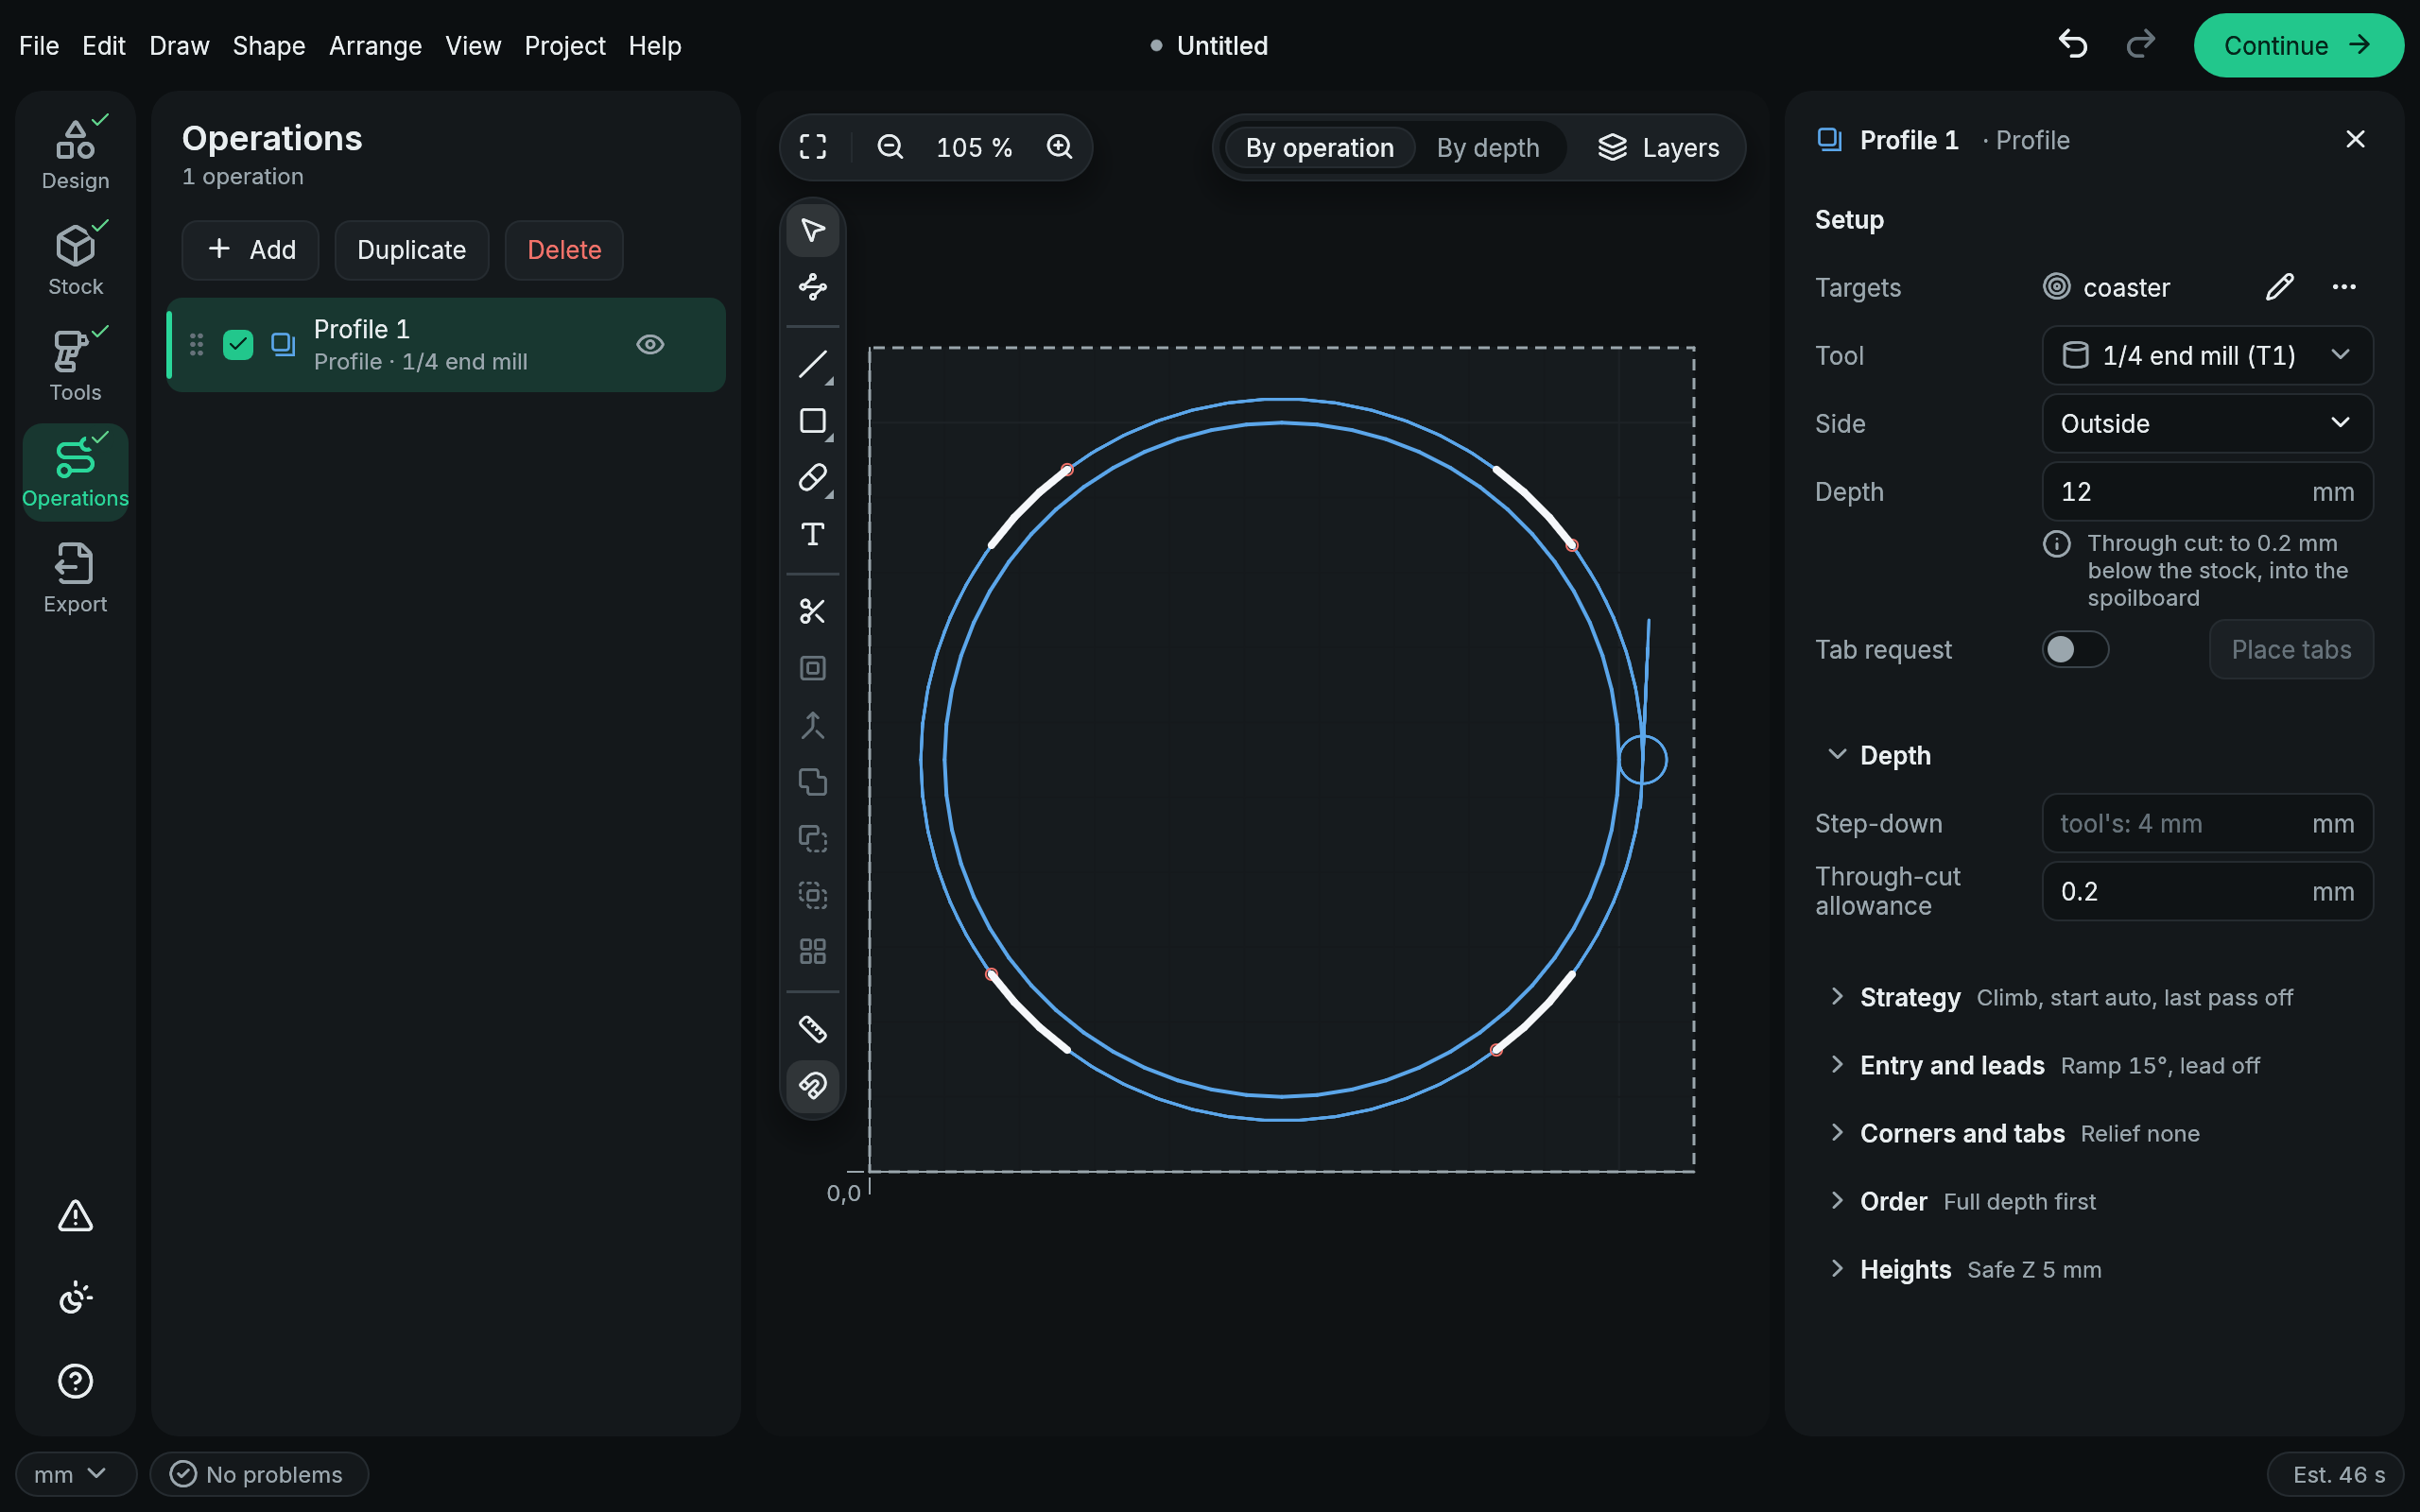 File Edit Draw Shape Arrange View Project Help
Untitled
Continue
Design
Stock
Tools
Operations
Export
Operations
1 operation
Add
Duplicate
Delete
Profile 1
Profile · 1/4 end mill
105 %
By operation
By depth
Layers
0,0
Profile 1 · Profile
Setup
Targets coaster
Tool 1/4 end mill (T1)
Side Outside
Depth 12 mm
Through cut: to 0.2 mm
below the stock, into the
spoilboard
Tab request Place tabs
Depth
Step-down tool's: 4 mm mm
Through-cut
allowance
0.2 mm
Strategy Climb, start auto, last pass off
Entry and leads Ramp 15°, lead off
Corners and tabs Relief none
Order Full depth first
Heights Safe Z 5 mm
mm
No problems
Est. 46 s